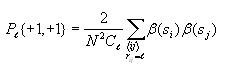 P_ℓ{+1,+1} = \frac{2}{N^2 C_ℓ} \sum_{\substack{⟨ij⟩ \\ r_{ij}=ℓ}} β(s_i) β(s_j)